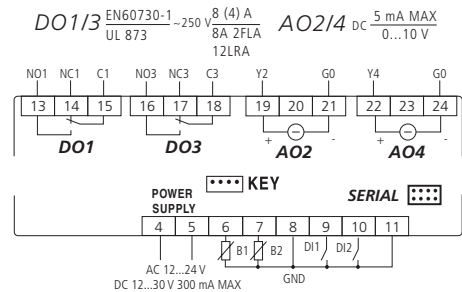 DO1/3 EN60730-1 ~250 V 8 (4) A
UL 873 8A 2FLA
12LRA
AO2/4 DC 5 mA MAX
0...10 V
NO1 NC1 C1 NO3 NC3 C3 Y2 G0 Y4 G0
13 14 15 16 17 18 19 20 21 22 23 24
+ - + -
DO1 DO3 AO2 AO4
KEY
POWER
SUPPLY
SERIAL
4 5 6 7 8 9 10 11
B1 B2 DI1 DI2
AC 12...24 V
DC 12...30 V 300 mA MAX
GND